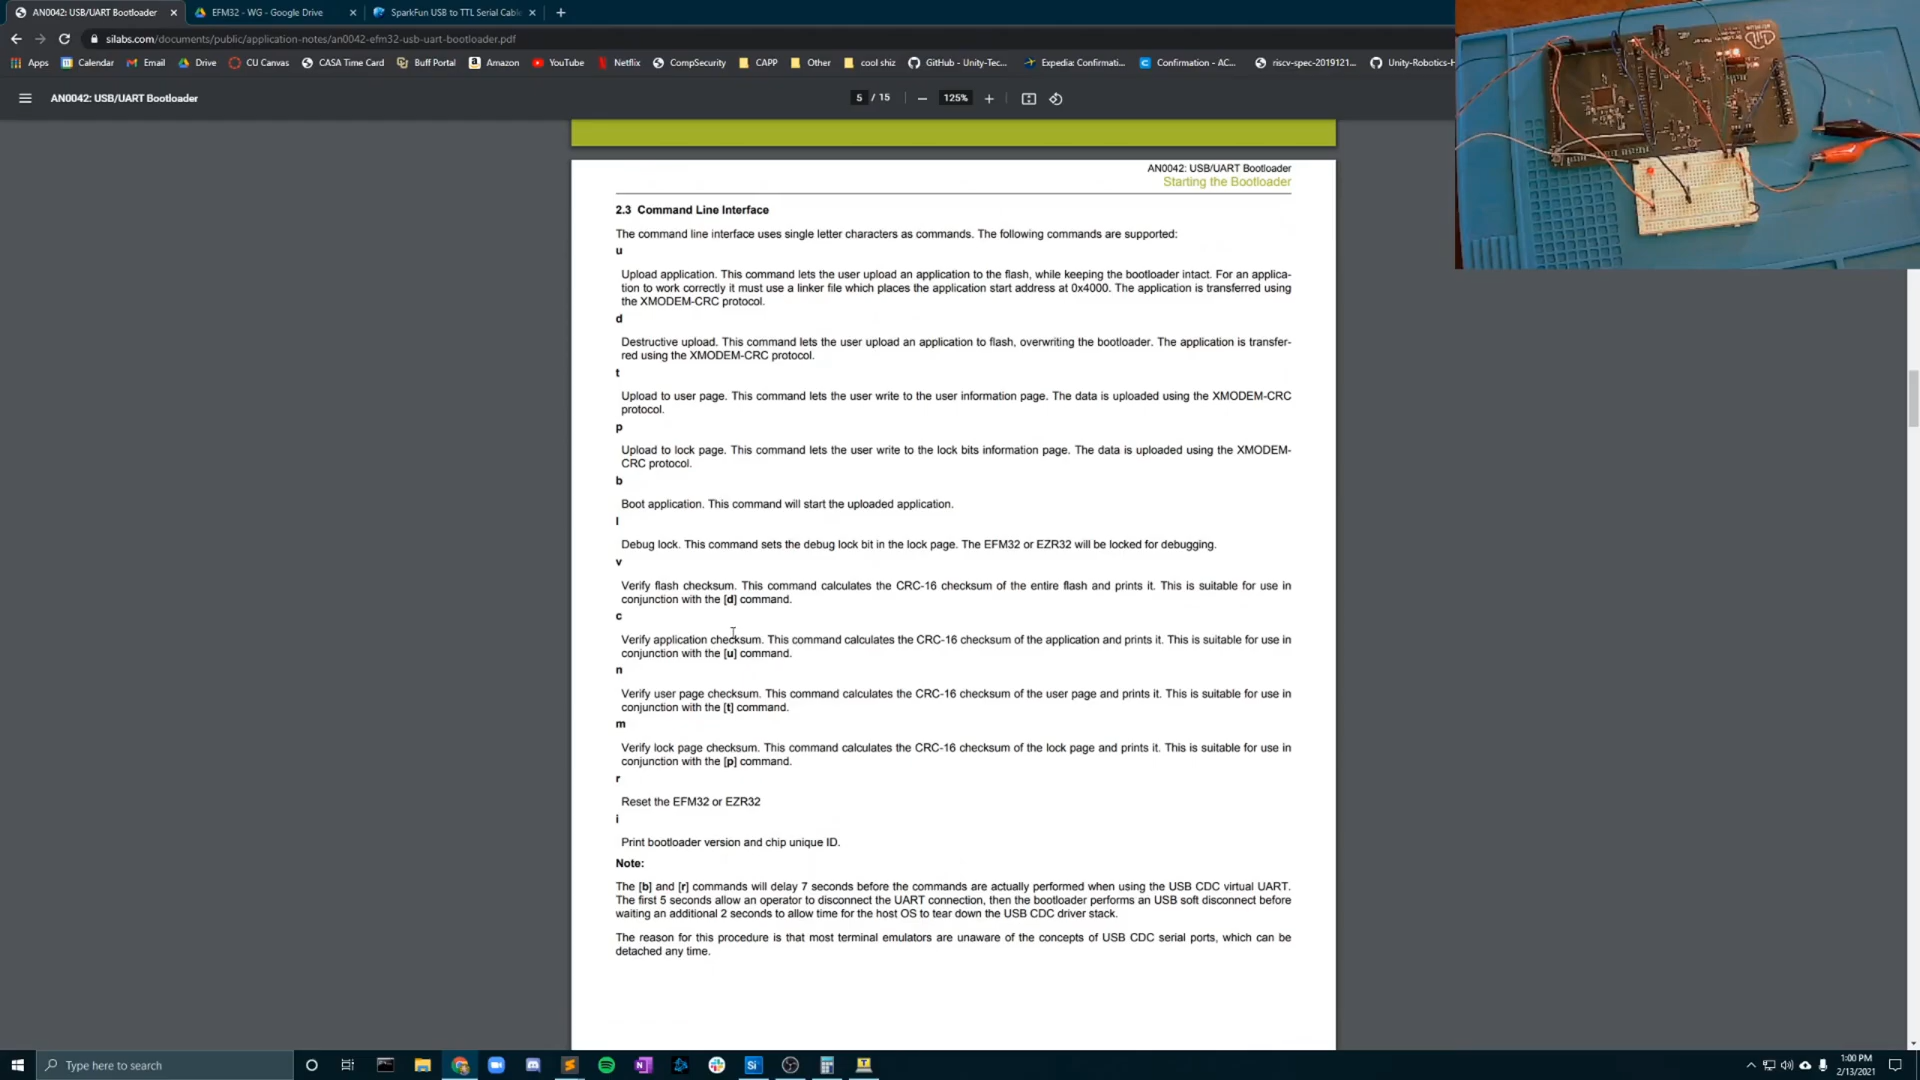 AN0042: USB/UART Bootloader
EFM32 - WG - Google Drive
SparkFun USB to TTL Serial Cabl
silabs.com/documents/public/application-notes/an0042-efm32-usb-uart-bootloader.pdf
Apps Calendar Email Drive CU Canvas CASA Time Card Buff Portal Amazon YouTube Netflix CompSecurity CAPP Other cool shiz GitHub - Unity-Tec... Expedia: Confirmati... Confirmation - AC... riscv-spec-2019121... Unity-Robotics-H
AN0042: USB/UART Bootloader
5 / 15
125%
AN0042: USB/UART Bootloader
Starting the Bootloader
2.3 Command Line Interface
The command line interface uses single letter characters as commands. The following commands are supported:
u
Upload application. This command lets the user upload an application to the flash, while keeping the bootloader intact. For an applica-
tion to work correctly it must use a linker file which places the application start address at 0x4000. The application is transferred using
the XMODEM-CRC protocol.
d
Destructive upload. This command lets the user upload an application to flash, overwriting the bootloader. The application is transfer-
red using the XMODEM-CRC protocol.
t
Upload to user page. This command lets the user write to the user information page. The data is uploaded using the XMODEM-CRC
protocol.
p
Upload to lock page. This command lets the user write to the lock bits information page. The data is uploaded using the XMODEM-
CRC protocol.
b
Boot application. This command will start the uploaded application.
l
Debug lock. This command sets the debug lock bit in the lock page. The EFM32 or EZR32 will be locked for debugging.
v
Verify flash checksum. This command calculates the CRC-16 checksum of the entire flash and prints it. This is suitable for use in
conjunction with the [d] command.
c
Verify application checksum. This command calculates the CRC-16 checksum of the application and prints it. This is suitable for use in
conjunction with the [u] command.
n
Verify user page checksum. This command calculates the CRC-16 checksum of the user page and prints it. This is suitable for use in
conjunction with the [t] command.
m
Verify lock page checksum. This command calculates the CRC-16 checksum of the lock page and prints it. This is suitable for use in
conjunction with the [p] command.
r
Reset the EFM32 or EZR32
i
Print bootloader version and chip unique ID.
Note:
The [b] and [r] commands will delay 7 seconds before the commands are actually performed when using the USB CDC virtual UART.
The first 5 seconds allow an operator to disconnect the UART connection, then the bootloader performs an USB soft disconnect before
waiting an additional 2 seconds to allow time for the host OS to tear down the USB CDC driver stack.
The reason for this procedure is that most terminal emulators are unaware of the concepts of USB CDC serial ports, which can be
detached any time.
Type here to search
Si
1:00 PM
2/13/2021